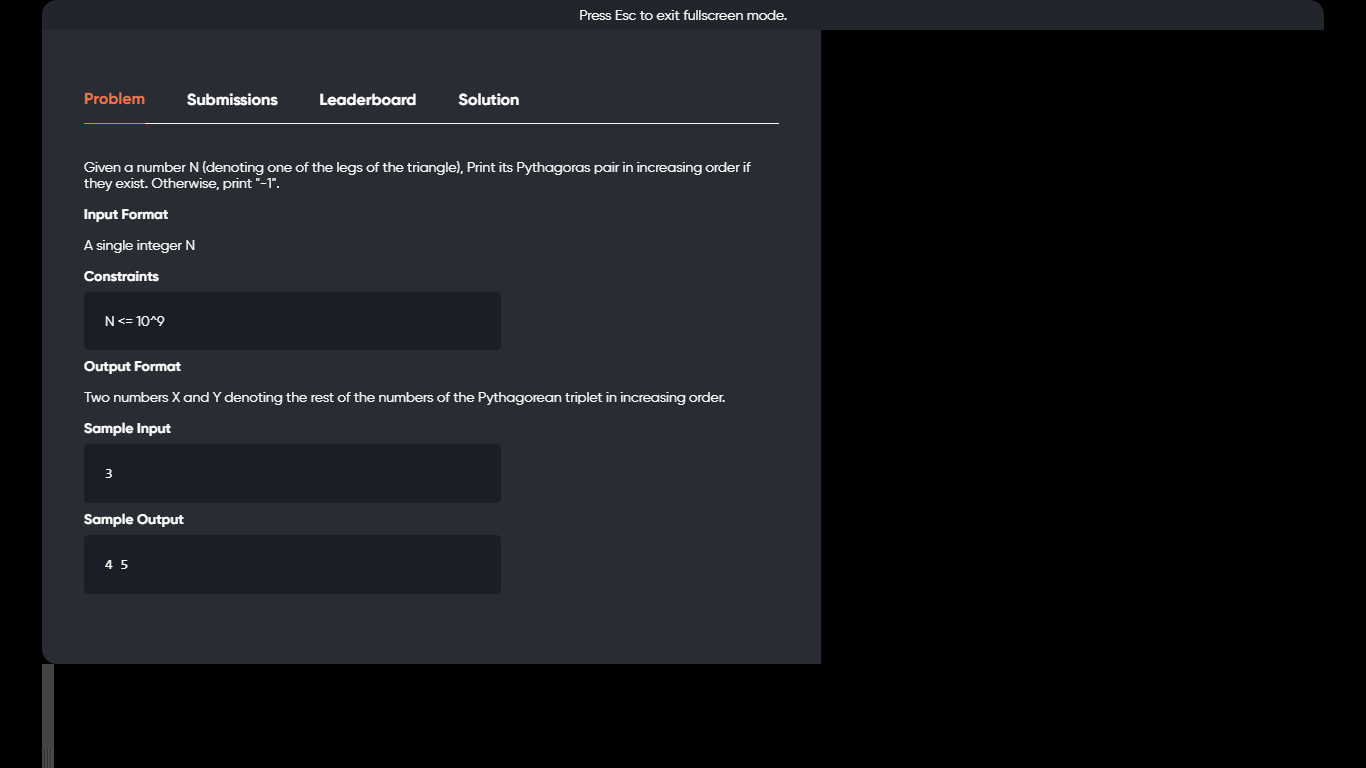 Press Esc to exit fullscreen mode.
Problem Submissions Leaderboard Solution
Given a number N (denoting one of the legs of the triangle), Print its Pythagoras pair in increasing order if
they exist. Otherwise, print "-1".
Input Format
A single integer N
Constraints
N <= 10^9
Output Format
Two numbers X and Y denoting the rest of the numbers of the Pythagorean triplet in increasing order.
Sample Input
3
Sample Output
4 5